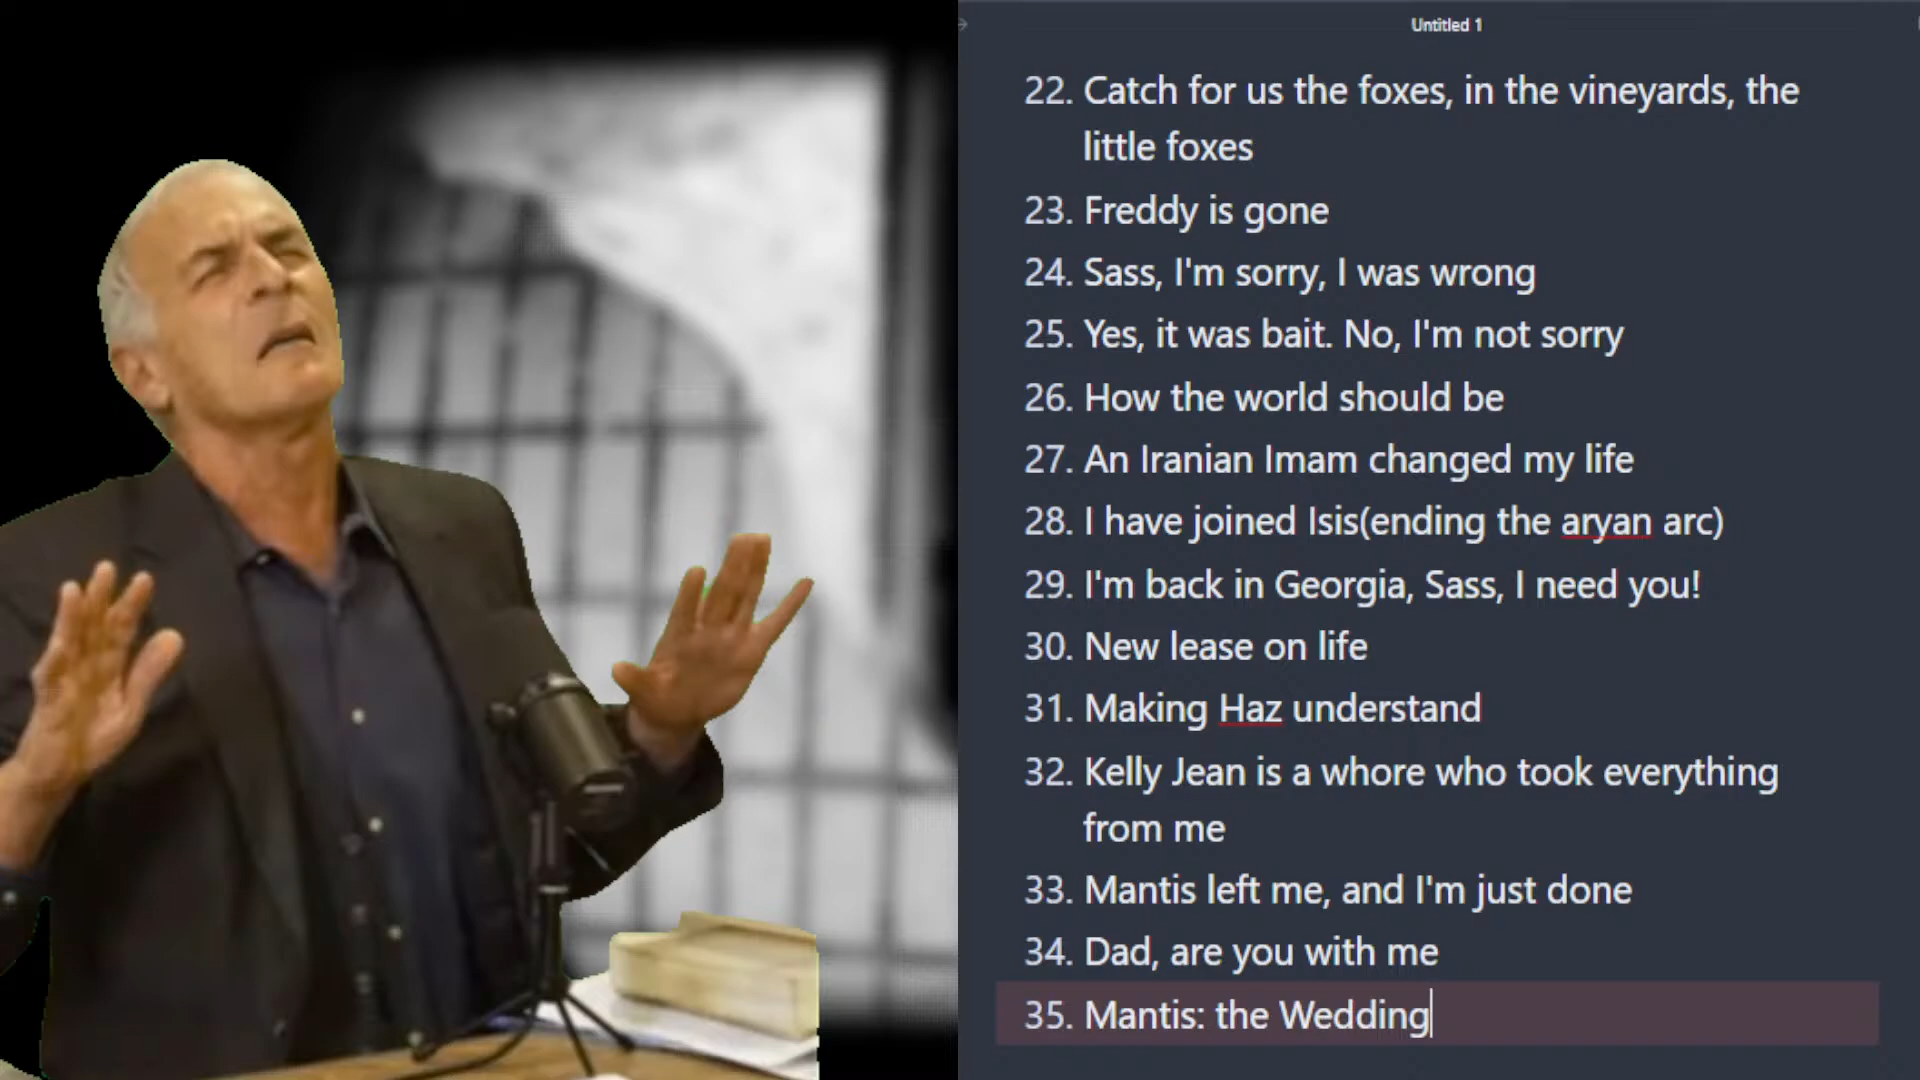 Untitled 1
22. Catch for us the foxes, in the vineyards, the
little foxes
23. Freddy is gone
24. Sass, I'm sorry, I was wrong
25. Yes, it was bait. No, I'm not sorry
26. How the world should be
27. An Iranian Imam changed my life
28. I have joined Isis(ending the aryan arc)
29. I'm back in Georgia, Sass, I need you!
30. New lease on life
31. Making Haz understand
32. Kelly Jean is a whore who took everything
from me
33. Mantis left me, and I'm just done
34. Dad, are you with me
35. Mantis: the Wedding